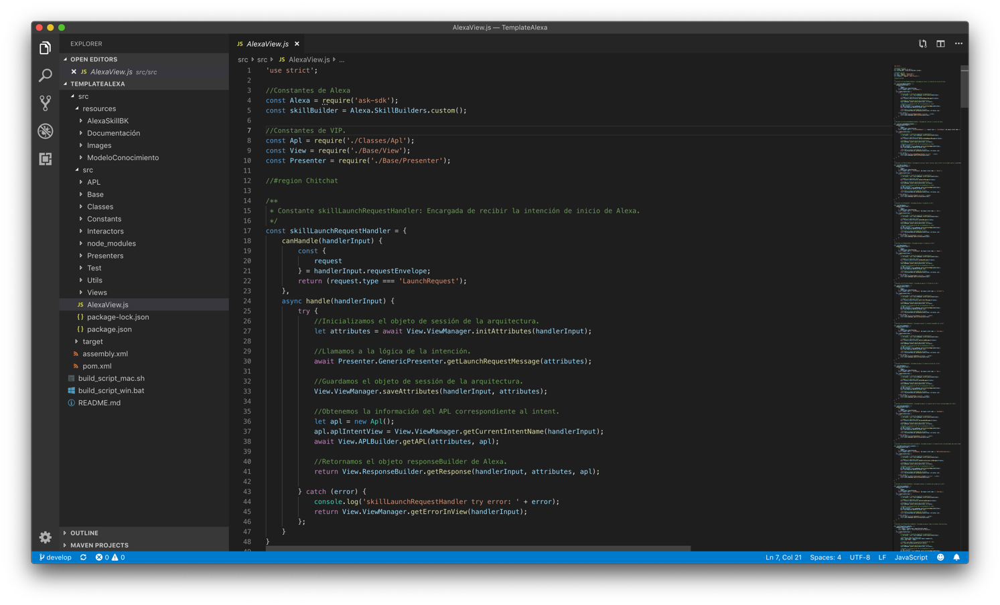 AlexaView.js — TemplateAlexa
EXPLORER
OPEN EDITORS
JS AlexaView.js src/src
TEMPLATEALEXA
src
resources
AlexaSkillBK
Documentación
Images
ModeloConocimiento
src
APL
Base
Classes
Constants
Interactors
node_modules
Presenters
Test
Utils
Views
JS AlexaView.js
{} package-lock.json
{} package.json
target
assembly.xml
pom.xml
build_script_mac.sh
build_script_win.bat
README.md
OUTLINE
MAVEN PROJECTS
JS AlexaView.js ×
src src JS AlexaView.js ...
1 'use strict';
2
3 //Constantes de Alexa
4 const Alexa = require('ask-sdk');
5 const skillBuilder = Alexa.SkillBuilders.custom();
6
7 //Constantes de VIP.
8 const Apl = require('./Classes/Apl');
9 const View = require('./Base/View');
10 const Presenter = require('./Base/Presenter');
11
12 //#region Chitchat
13
14 /**
15 * Constante skillLaunchRequestHandler: Encargada de recibir la intención de inicio de Alexa.
16 */
17 const skillLaunchRequestHandler = {
18 canHandle(handlerInput) {
19 const {
20 request
21 } = handlerInput.requestEnvelope;
22 return (request.type === 'LaunchRequest');
23 },
24 async handle(handlerInput) {
25 try {
26 //Inicializamos el objeto de sessión de la arquitectura.
27 let attributes = await View.ViewManager.initAttributes(handlerInput);
28
29 //Llamamos a la lógica de la intención.
30 await Presenter.GenericPresenter.getLaunchRequestMessage(attributes);
31
32 //Guardamos el objeto de sessión de la arquitectura.
33 View.ViewManager.saveAttributes(handlerInput, attributes);
34
35 //Obtenemos la información del APL correspondiente al intent.
36 let apl = new Apl();
37 apl.aplIntentView = View.ViewManager.getCurrentIntentName(handlerInput);
38 await View.APLBuilder.getAPL(attributes, apl);
39
40 //Retornamos el objeto responseBuilder de Alexa.
41 return View.ResponseBuilder.getResponse(handlerInput, attributes, apl);
42
43 } catch (error) {
44 console.log('skillLaunchRequestHandler try error: ' + error);
45 return View.ViewManager.getErrorInView(handlerInput);
46 };
47 }
48 }
develop 0 0 Ln 7, Col 21 Spaces: 4 UTF-8 LF JavaScript